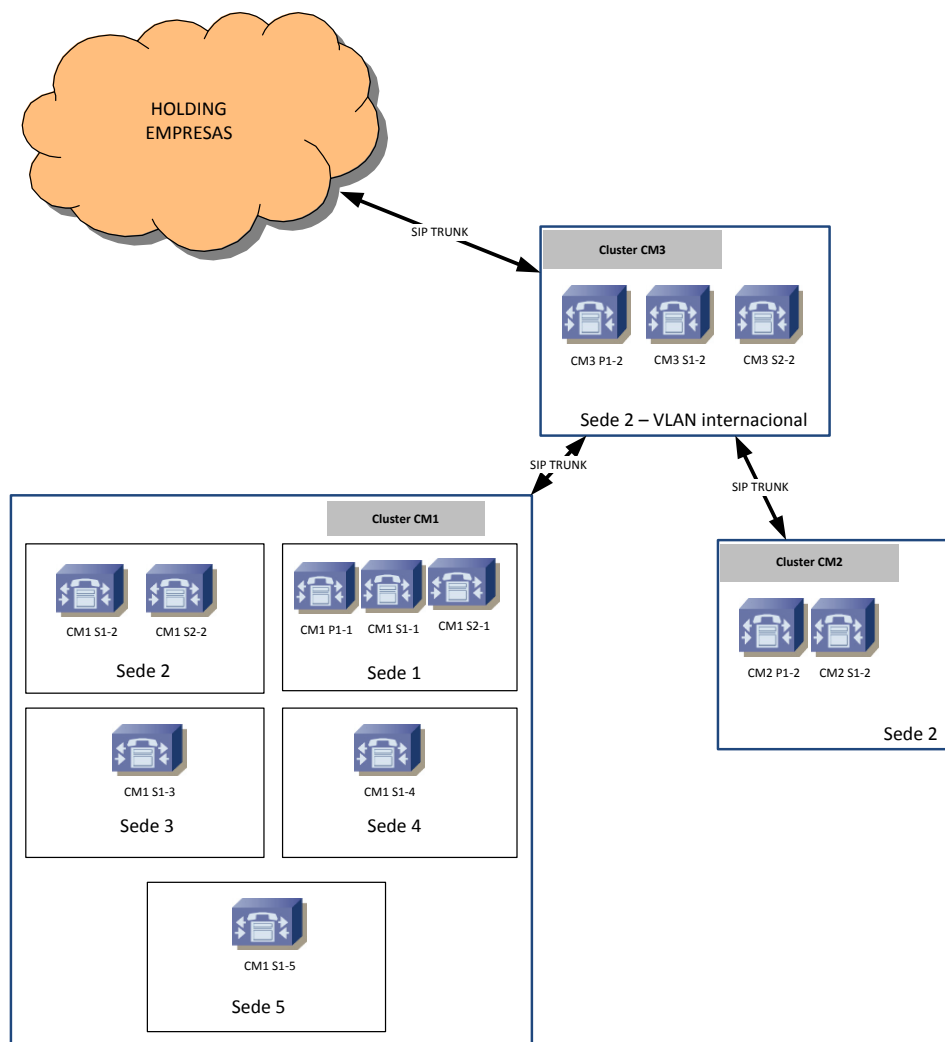 HOLDING
EMPRESAS
SIP TRUNK
Cluster CM3
CM3 P1-2
CM3 S1-2
CM3 S2-2
Sede 2 – VLAN internacional
SIP TRUNK
SIP TRUNK
Cluster CM1
CM1 S1-2
CM1 S2-2
Sede 2
CM1 P1-1
CM1 S1-1
CM1 S2-1
Sede 1
Cluster CM2
CM2 P1-2
CM2 S1-2
Sede 2
CM1 S1-3
Sede 3
CM1 S1-4
Sede 4
CM1 S1-5
Sede 5